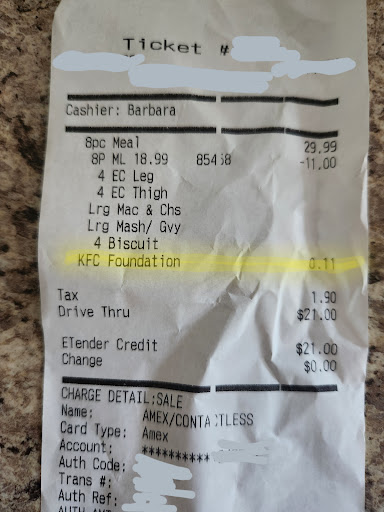 Ticket #
Cashier: Barbara
8pc Meal 29.99
8P ML 18.99 85458 -11.00
4 EC Leg
4 EC Thigh
Lrg Mac & Chs
Lrg Mash/ Gvy
4 Biscuit
KFC Foundation 0.11
Tax 1.90
Drive Thru $21.00
ETender Credit $21.00
Change $0.00
CHARGE DETAIL:SALE
Name: AMEX/CONTACTLESS
Card Type: Amex
Account: **********
Auth Code:
Trans #:
Auth Ref:
AUTH AMT